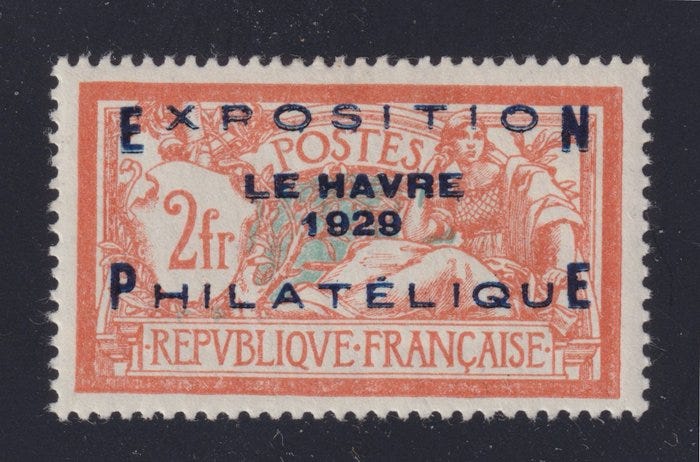 EXPOSITION
POSTES
LE HAVRE
1929
2fr
PHILATÉLIQUE
REPVBLIQVE·FRANÇAISE·